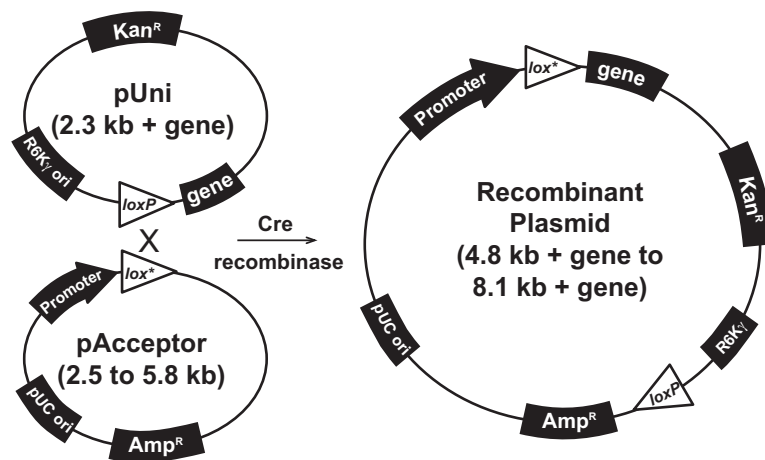 Kanᴿ
pUni
(2.3 kb + gene)
R6Kγ ori
loxP
gene
X
Promoter
lox*
pAcceptor
(2.5 to 5.8 kb)
pUC ori
Ampᴿ
Cre
recombinase
Promoter
lox*
gene
Kanᴿ
Recombinant
Plasmid
(4.8 kb + gene to
8.1 kb + gene)
pUC ori
R6Kγ
loxP
Ampᴿ